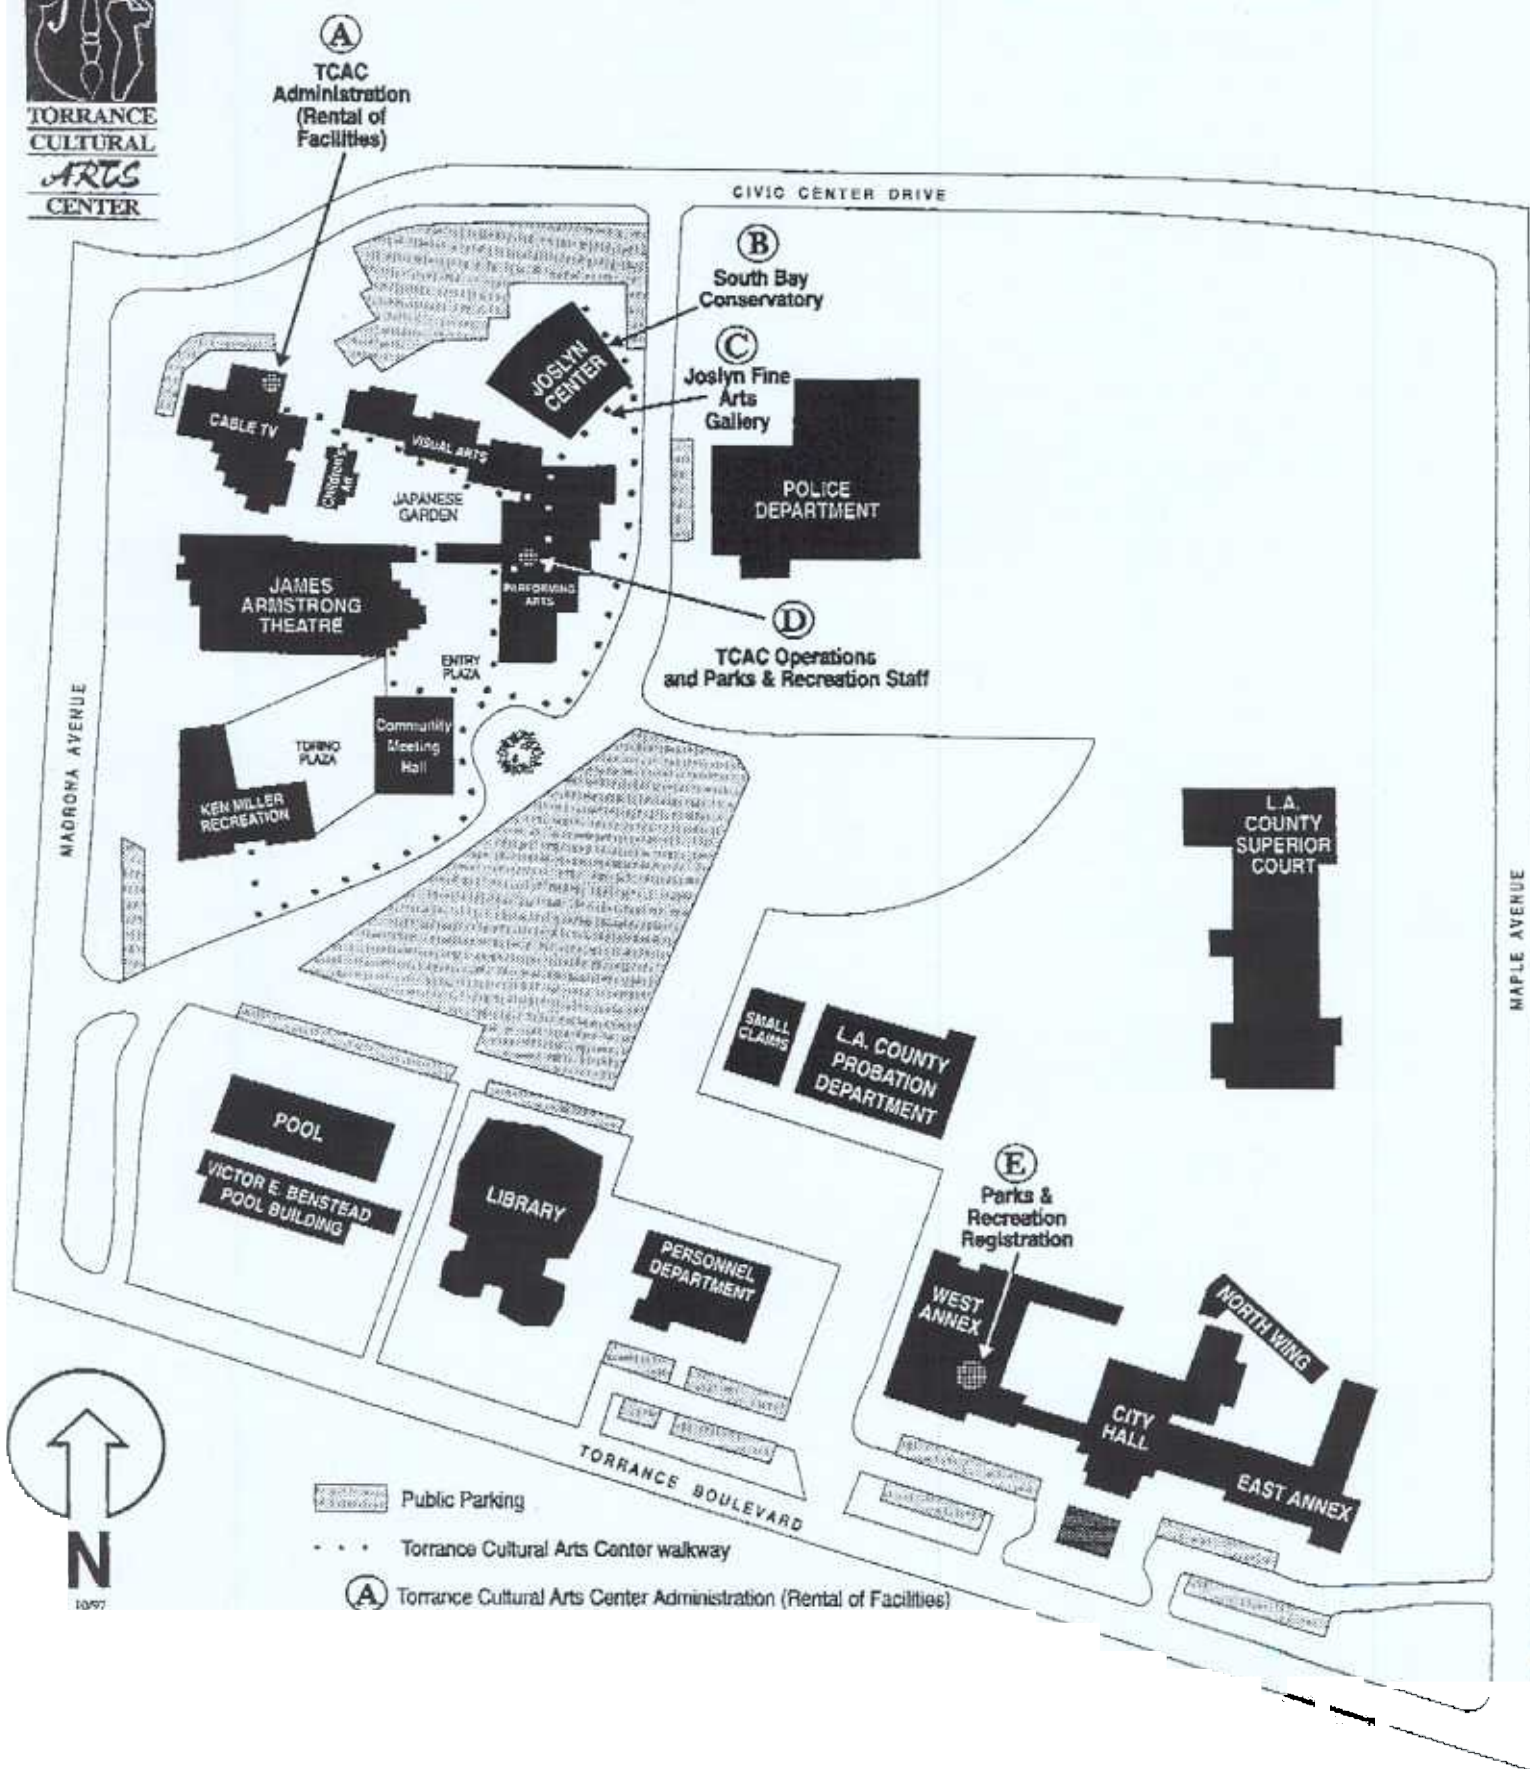 TORRANCE
CULTURAL
ARTS
CENTER
A
TCAC
Administration
(Rental of
Facilities)
CIVIC CENTER DRIVE
B
South Bay
Conservatory
C
Joslyn Fine
Arts
Gallery
JOSLYN
CENTER
CABLE TV
VISUAL ARTS
Children's
Art
JAPANESE
GARDEN
POLICE
DEPARTMENT
JAMES
ARMSTRONG
THEATRE
PERFORMING
ARTS
D
TCAC Operations
and Parks & Recreation Staff
ENTRY
PLAZA
MADRONA AVENUE
Community
Meeting
Hall
TORINO
PLAZA
KEN MILLER
RECREATION
L.A.
COUNTY
SUPERIOR
COURT
MAPLE AVENUE
SMALL
CLAIMS
L.A. COUNTY
PROBATION
DEPARTMENT
POOL
VICTOR E. BENSTEAD
POOL BUILDING
LIBRARY
PERSONNEL
DEPARTMENT
E
Parks &
Recreation
Registration
WEST
ANNEX
NORTH WING
CITY
HALL
EAST ANNEX
TORRANCE BOULEVARD
N
10/97
Public Parking
Torrance Cultural Arts Center walkway
A Torrance Cultural Arts Center Administration (Rental of Facilities)